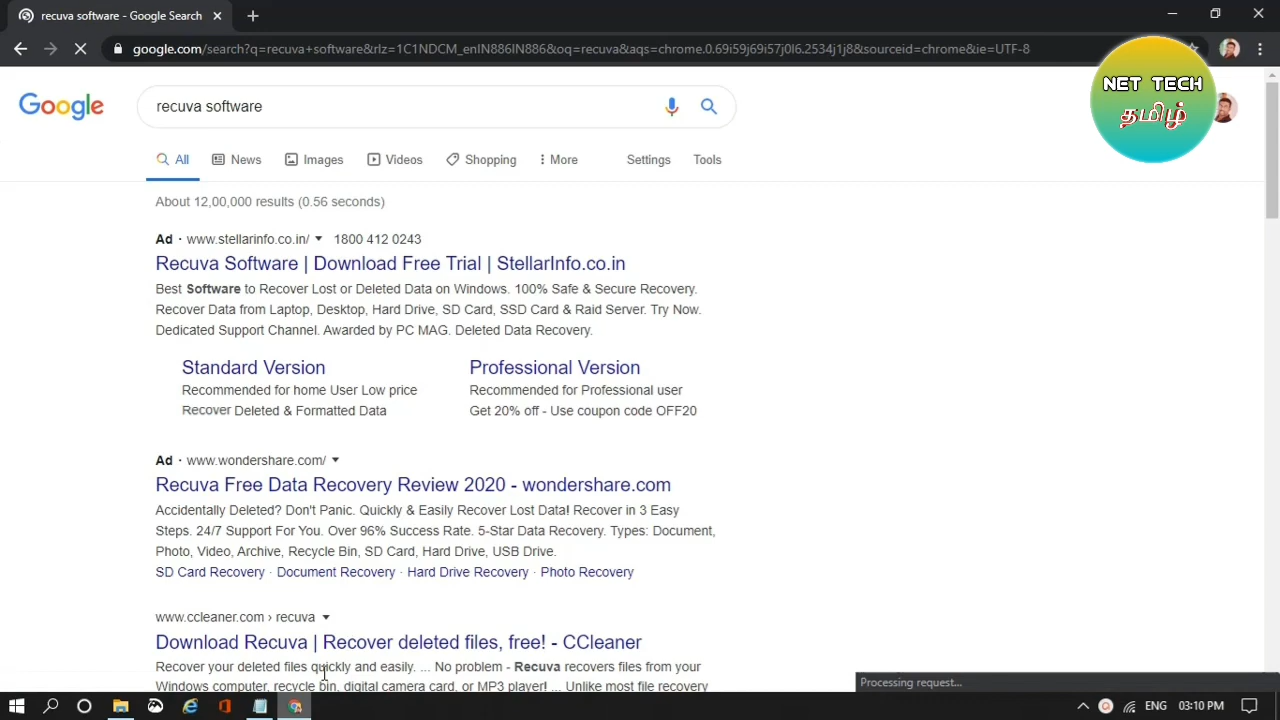 recuva software - Google Search
google.com/search?q=recuva+software&rlz=1C1NDCM_enIN886IN886&oq=recuva&aqs=chrome.0.69i59j69i57j0l6.2534j1j8&sourceid=chrome&ie=UTF-8
NET TECH
தமிழ்
Google
recuva software
All News Images Videos Shopping More Settings Tools
About 12,00,000 results (0.56 seconds)
Ad · www.stellarinfo.co.in/ 1800 412 0243
Recuva Software | Download Free Trial | StellarInfo.co.in
Best Software to Recover Lost or Deleted Data on Windows. 100% Safe & Secure Recovery.
Recover Data from Laptop, Desktop, Hard Drive, SD Card, SSD Card & Raid Server. Try Now.
Dedicated Support Channel. Awarded by PC MAG. Deleted Data Recovery.
Standard Version
Recommended for home User Low price
Recover Deleted & Formatted Data
Professional Version
Recommended for Professional user
Get 20% off - Use coupon code OFF20
Ad · www.wondershare.com/
Recuva Free Data Recovery Review 2020 - wondershare.com
Accidentally Deleted? Don't Panic. Quickly & Easily Recover Lost Data! Recover in 3 Easy
Steps. 24/7 Support For You. Over 96% Success Rate. 5-Star Data Recovery. Types: Document,
Photo, Video, Archive, Recycle Bin, SD Card, Hard Drive, USB Drive.
SD Card Recovery · Document Recovery · Hard Drive Recovery · Photo Recovery
www.ccleaner.com › recuva
Download Recuva | Recover deleted files, free! - CCleaner
Recover your deleted files quickly and easily. ... No problem - Recuva recovers files from your
Windows computer, recycle bin, digital camera card, or MP3 player! ... Unlike most file recovery
Processing request...
ENG 03:10 PM